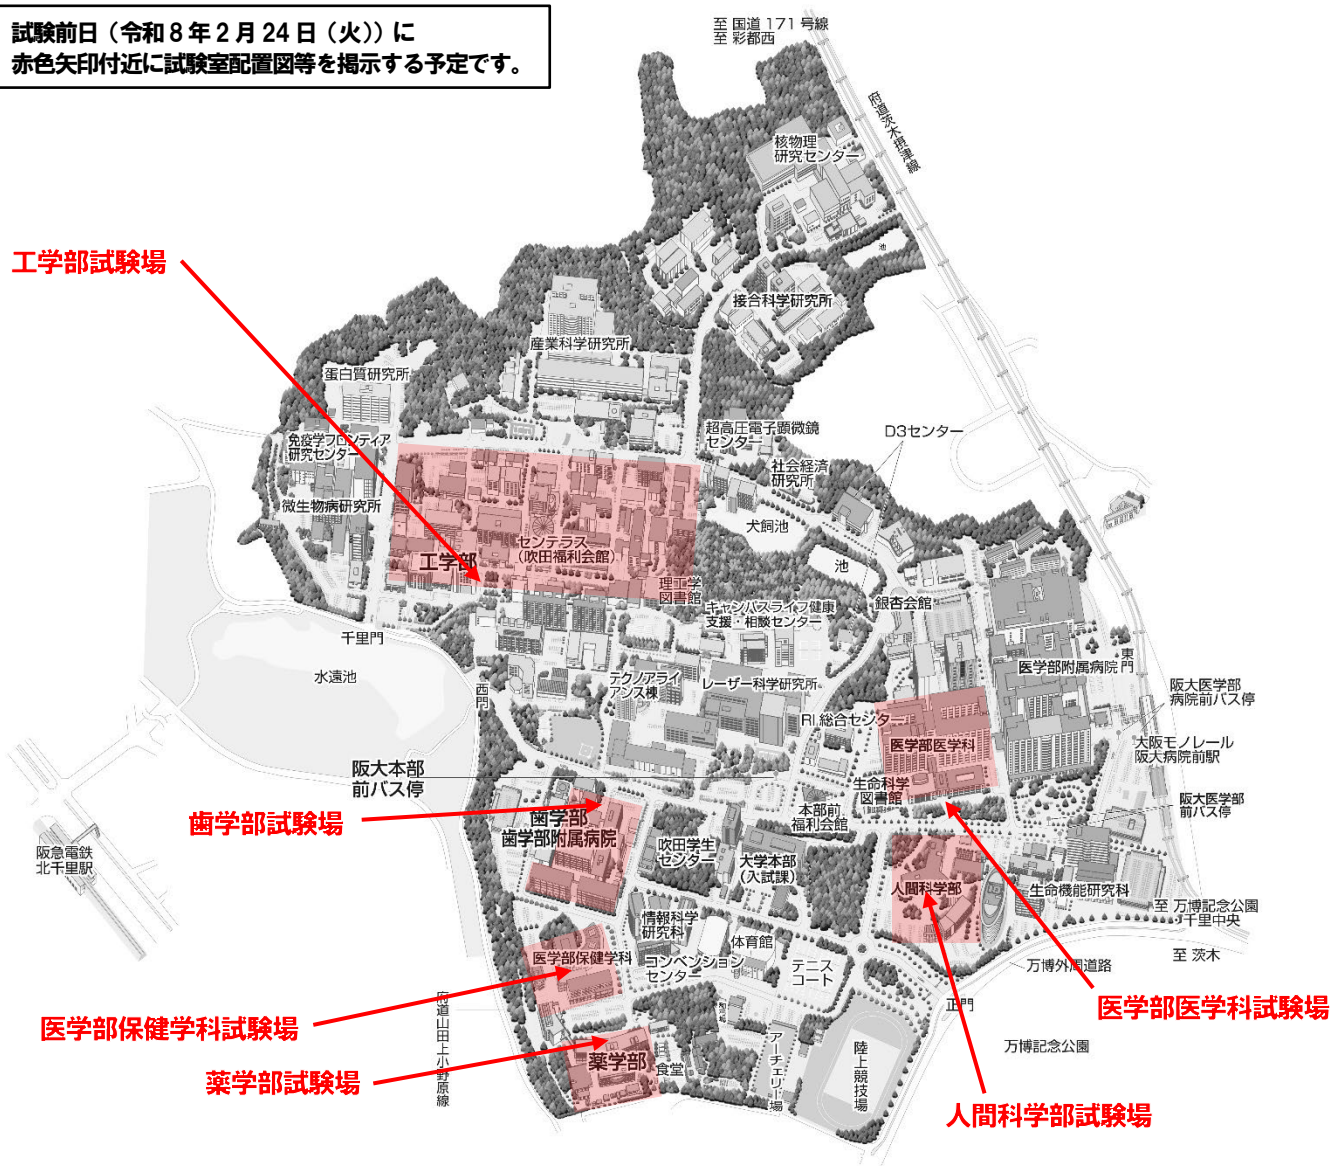 試験前日（令和８年２月24日（火））に
赤色矢印付近に試験室配置図等を掲示する予定です。
至 国道 171 号線
至 彩都西
府道茨木摂津線
核物理
研究センター
池
工学部試験場
接合科学研究所
産業科学研究所
蛋白質研究所
超高圧電子顕微鏡
センター
D3センター
免疫学フロンティア
研究センター
社会経済
研究所
微生物病研究所
犬飼池
センテラス
（吹田福利会館）
工学部
池
理工学
図書館
キャンパスライフ健康
支援・相談センター
銀杏会館
千里門
水遠池
西門
テクノアライ
アンス棟
レーザー科学研究所
医学部附属病院
東門
阪大医学部
病院前バス停
RI 総合センター
医学部医学科
大阪モノレール
阪大病院前駅
阪大本部
前バス停
生命科学
図書館
阪大医学部
前バス停
本部前
福利会館
歯学部試験場
歯学部
歯学部附属病院
吹田学生
センター
大学本部
（入試課）
阪急電鉄
北千里駅
人間科学部
生命機能研究科
至 万博記念公園
千里中央
情報科学
研究科
体育館
コンベンション
センター
テニス
コート
医学部保健学科
万博外周道路
至 茨木
正門
医学部医学科試験場
府道山田上小野原線
医学部保健学科試験場
万博記念公園
アーチェリー場
陸上競技場
薬学部
食堂
薬学部試験場
人間科学部試験場